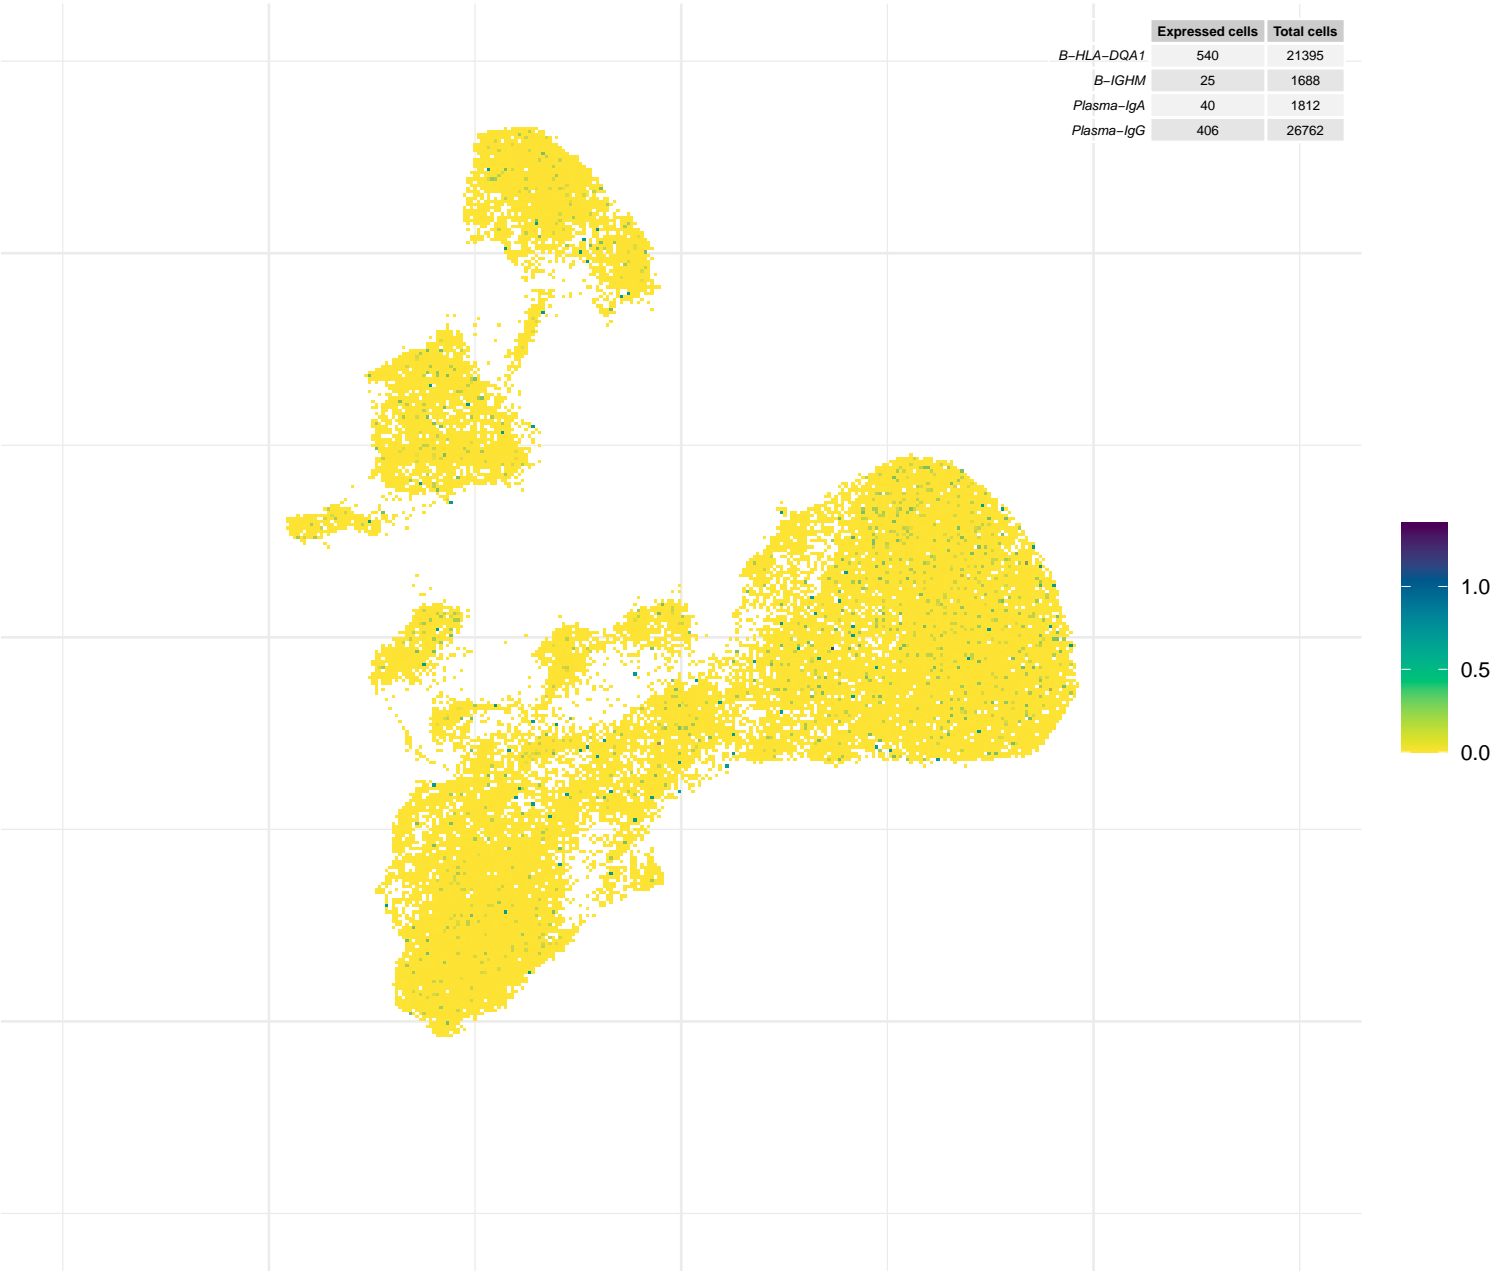 Expressed cells Total cells
B−HLA−DQA1 540 21395
B−IGHM 25 1688
Plasma−IgA 40 1812
Plasma−IgG 406 26762
1.0
0.5
0.0